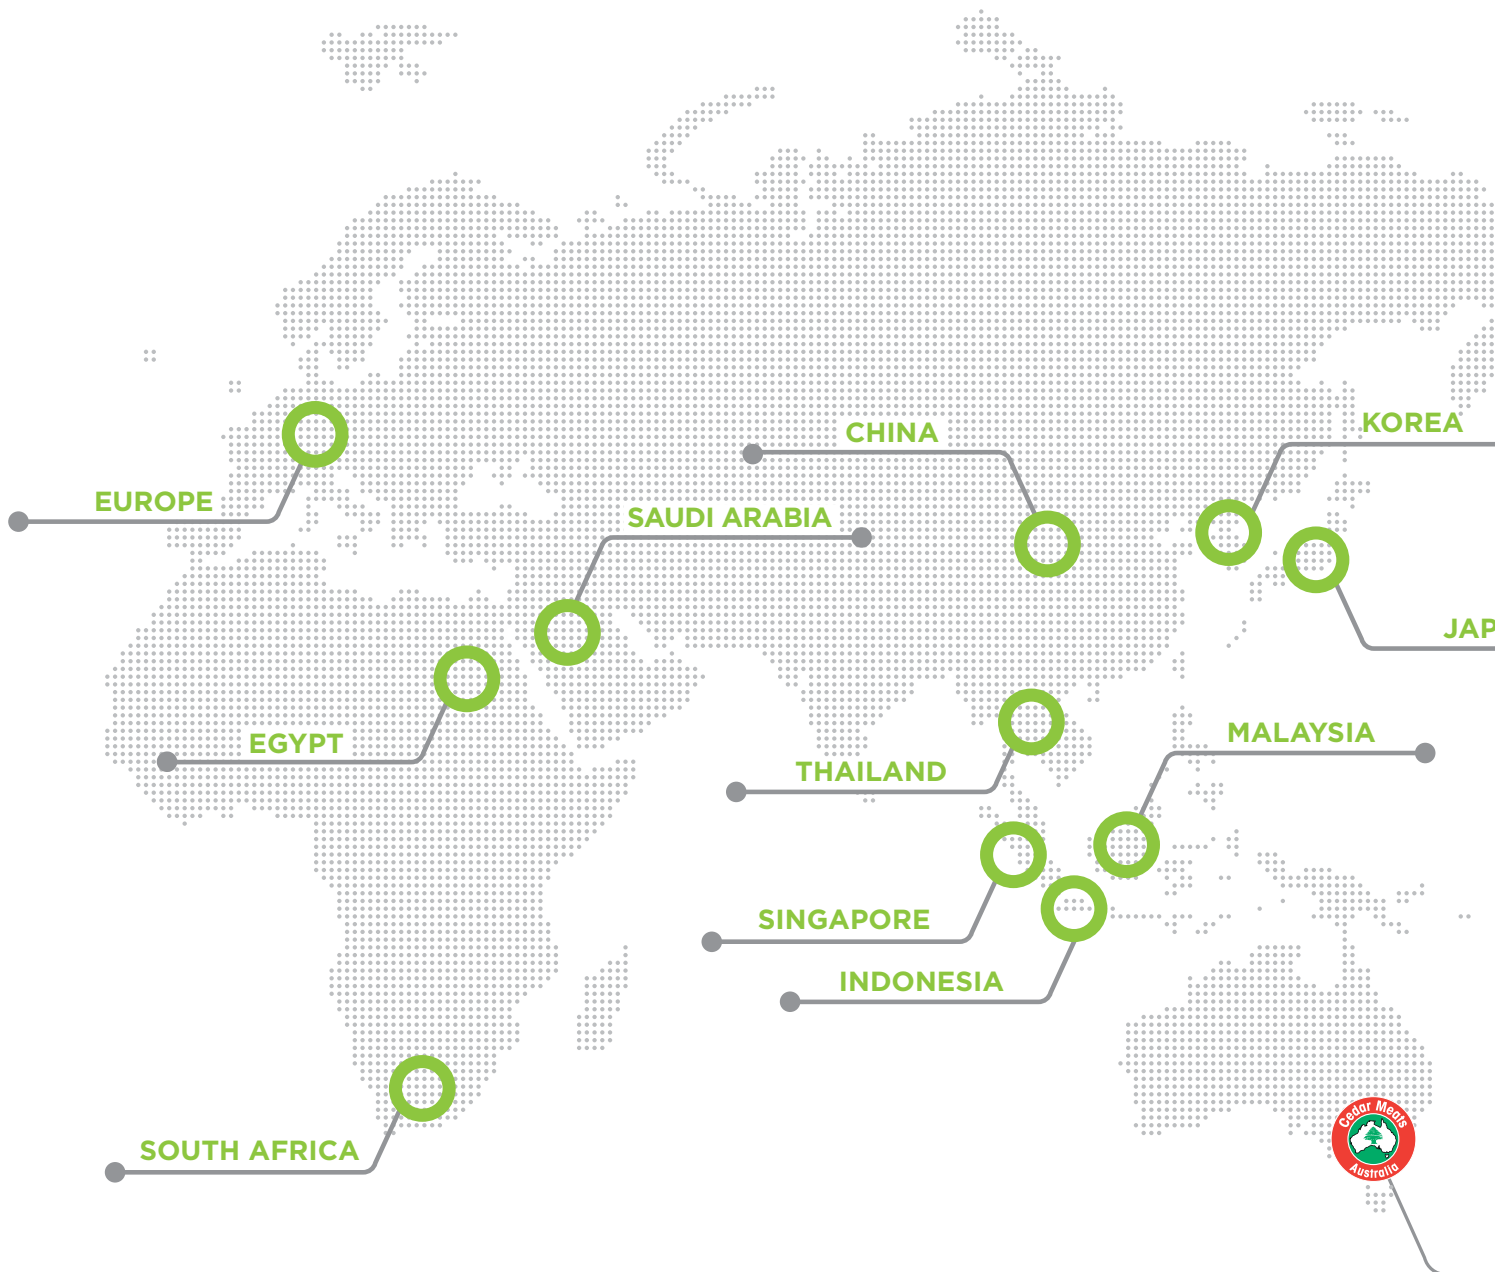 KOREA
CHINA
EUROPE
SAUDI ARABIA
JAP
MALAYSIA
EGYPT
THAILAND
SINGAPORE
INDONESIA
SOUTH AFRICA
Cedar Meats
Australia